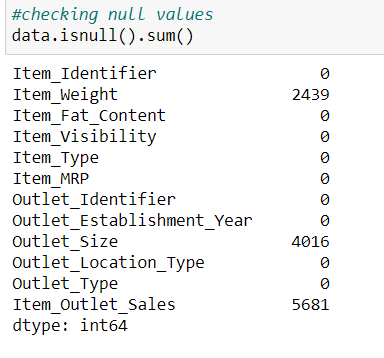 #checking null values
data.isnull().sum()
Item_Identifier 0
Item_Weight 2439
Item_Fat_Content 0
Item_Visibility 0
Item_Type 0
Item_MRP 0
Outlet_Identifier 0
Outlet_Establishment_Year 0
Outlet_Size 4016
Outlet_Location_Type 0
Outlet_Type 0
Item_Outlet_Sales 5681
dtype: int64